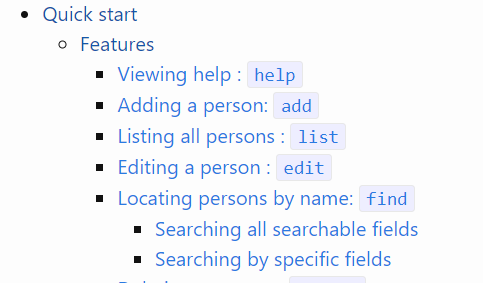 Quick start
Features
Viewing help : help
Adding a person: add
Listing all persons : list
Editing a person : edit
Locating persons by name: find
Searching all searchable fields
Searching by specific fields